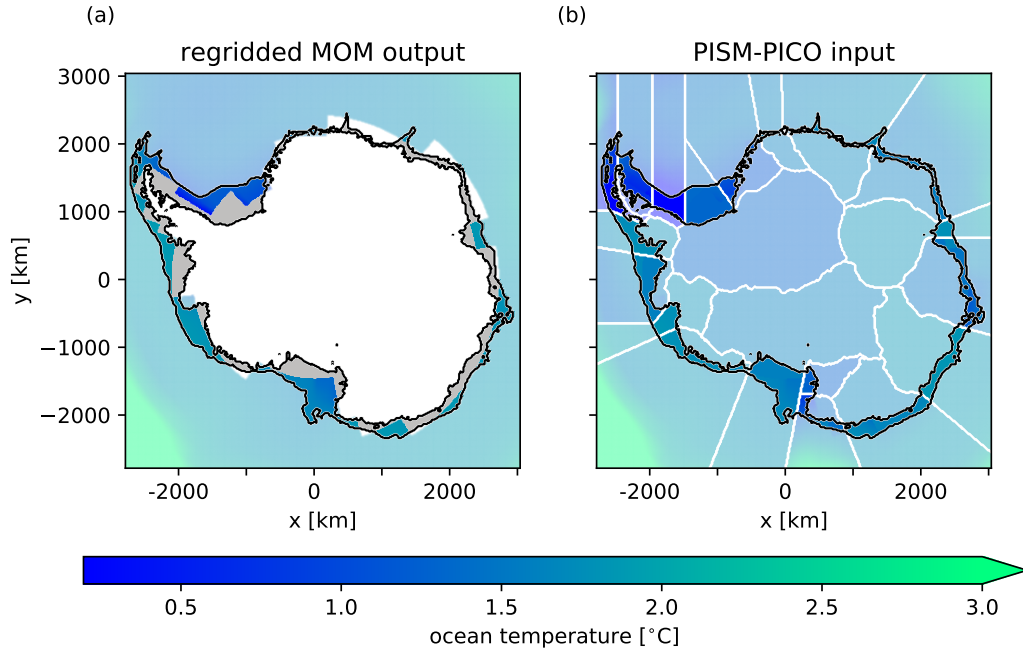 (a)
(b)
regridded MOM output
PISM-PICO input
3000
2000
1000
0
−1000
−2000
y [km]
-2000
0
2000
x [km]
-2000
0
2000
x [km]
0.5
1.0
1.5
2.0
2.5
3.0
ocean temperature [°C]